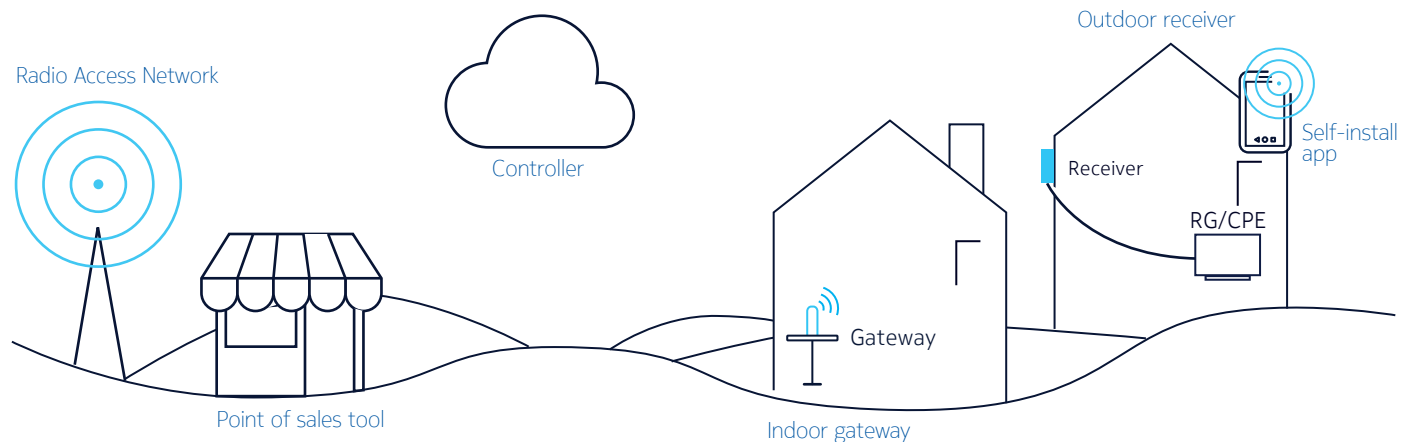 Outdoor receiver
Radio Access Network
Self-install
app
Controller
Receiver
RG/CPE
Gateway
Point of sales tool
Indoor gateway